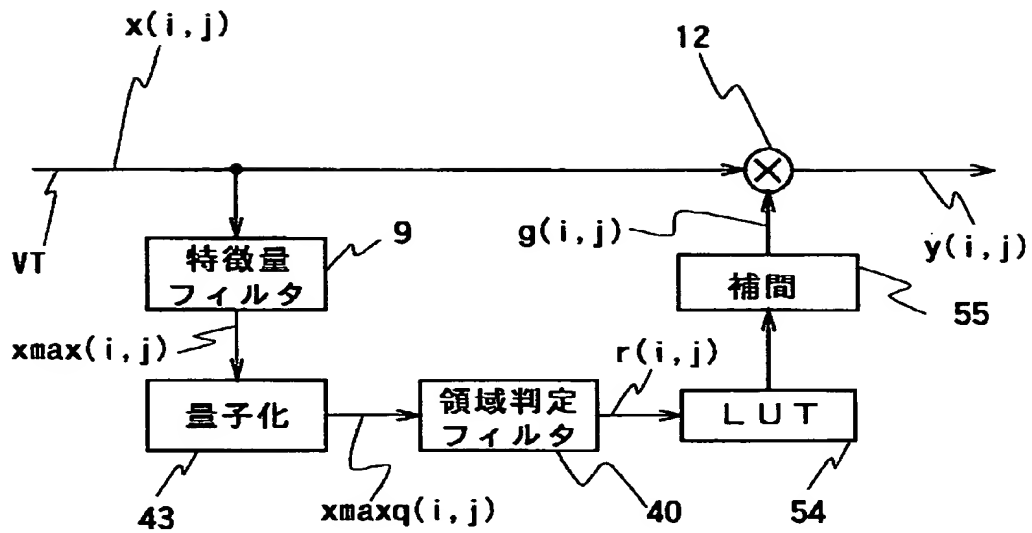 x(i,j)
12
VT
特徴量
フィルタ
9
g(i,j)
y(i,j)
補間
55
xmax(i,j)
r(i,j)
量子化
領域判定
フィルタ
LUT
43
xmaxq(i,j)
40
54